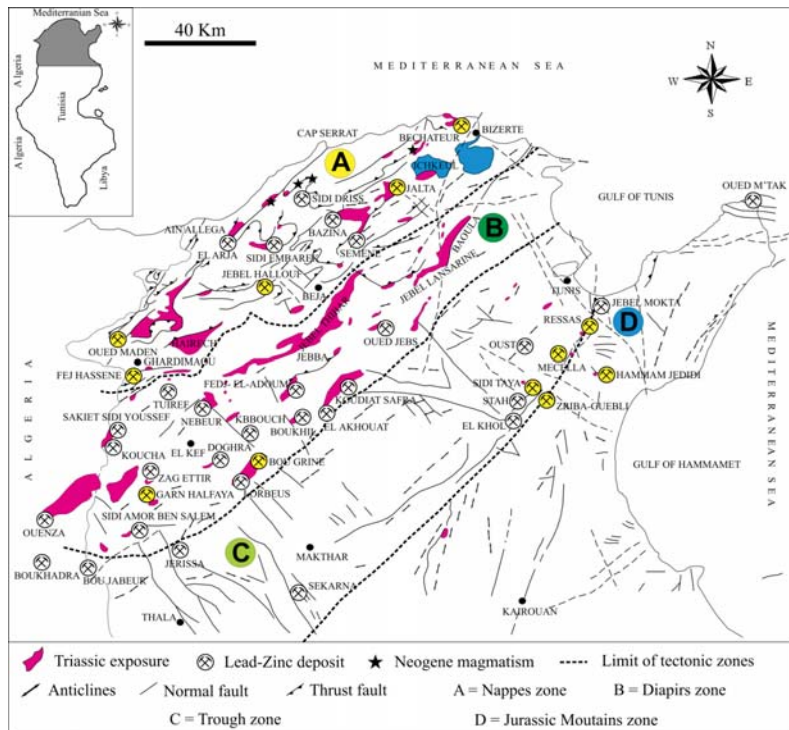 Mediterranean Sea
Algeria
Tunisia
Algeria
Libya
40 Km
MEDITERRANEAN SEA
N
W
E
S
CAP SERRAT
BECHATEUR
BIZERTE
A
ICHKEUL
SIDI DRISS
JALTA
GULF OF TUNIS
OUED M'TAK
BAZINA
AIN ALLEGA
EL ARJA
SIDI EMBAREK
SEMENE
BAOULA
B
JEBEL HALLOUF
JEBEL LANSARINE
BEJA
TUNIS
JEBEL MOKTA
RESSAS
D
OUED MADEN
HAIRECH
OUED JEBS
OUST
GHARDIMAOU
JEBBA
MECELLA
FEJ HASSENE
HAMMAM JEDIDI
MEDITERRANEAN SEA
FEDJ - EL-ADOUM
SIDI TAYA
TUIREF
KOUDIAT SAFRA
STAH
ZRIBA-GUEBLI
NEBEUR
SAKIET SIDI YOUSSEF
KBBOUCH
BOUKHIL
EL AKHOUAT
EL KHOL
ALGERIA
EL KEF
DOGHRA
KOUCHA
BOU GRINE
GULF OF HAMMAMET
ZAG ETTIR
GARN HALFAYA
LORBEUS
SIDI AMOR BEN SALEM
OUENZA
C
MAKTHAR
JERISSA
BOUKHADRA
BOU JABEUR
SEKARNA
KAIROUAN
THALA
Triassic exposure
Lead-Zinc deposit
Neogene magmatism
Limit of tectonic zones
Anticlines
Normal fault
Thrust fault
A = Nappes zone
B = Diapirs zone
C = Trough zone
D = Jurassic Moutains zone